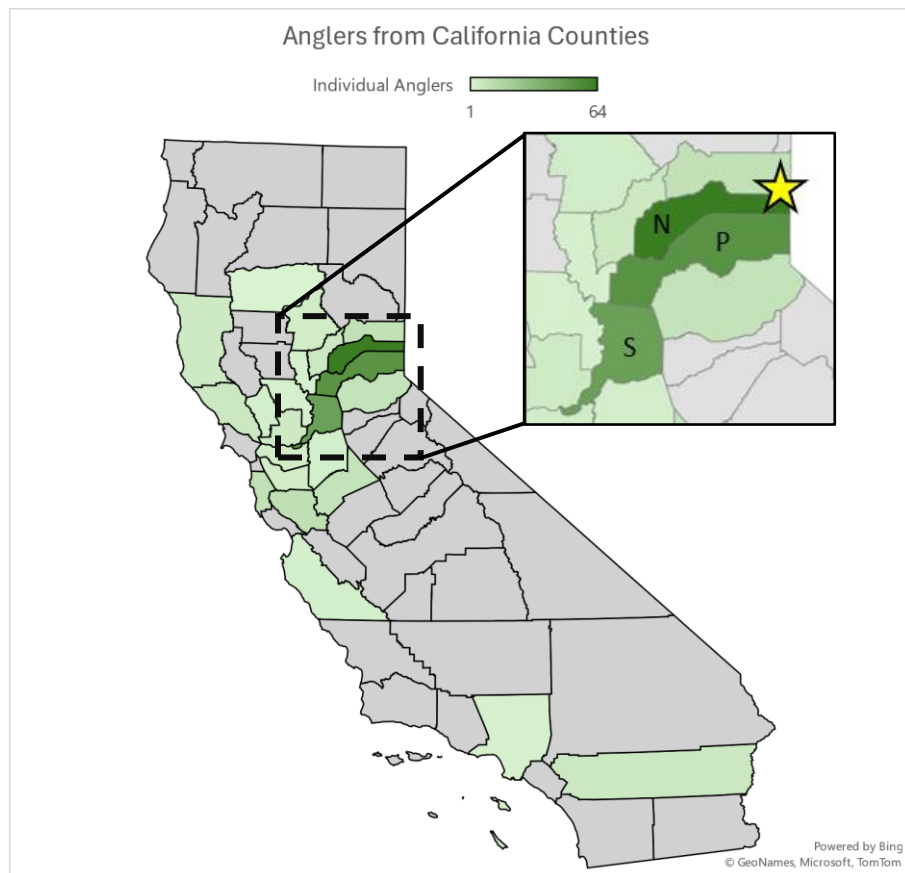 Anglers from California Counties
Individual Anglers
1 64
N
P
S
Powered by Bing
© GeoNames, Microsoft, TomTom